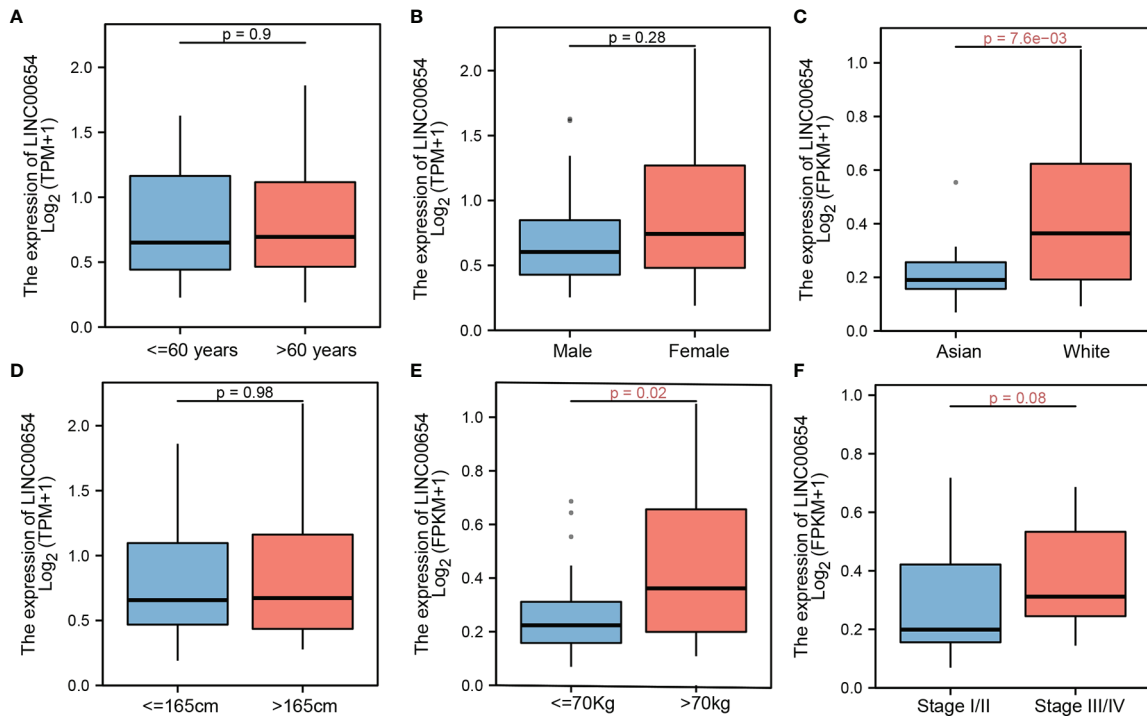 A
The expression of LINC00654
Log2 (TPM+1)
2.0
1.5
1.0
0.5
0.0
p = 0.9
<=60 years >60 years
B
The expression of LINC00654
Log2 (TPM+1)
2.0
1.5
1.0
0.5
0.0
p = 0.28
Male Female
C
The expression of LINC00654
Log2 (FPKM+1)
1.0
0.8
0.6
0.4
0.2
0.0
p = 7.6e−03
Asian White
D
The expression of LINC00654
Log2 (TPM+1)
2.0
1.5
1.0
0.5
0.0
p = 0.98
<=165cm >165cm
E
The expression of LINC00654
Log2 (FPKM+1)
1.0
0.8
0.6
0.4
0.2
0.0
p = 0.02
<=70Kg >70kg
F
The expression of LINC00654
Log2 (FPKM+1)
1.0
0.8
0.6
0.4
0.2
0.0
p = 0.08
Stage I/II Stage III/IV